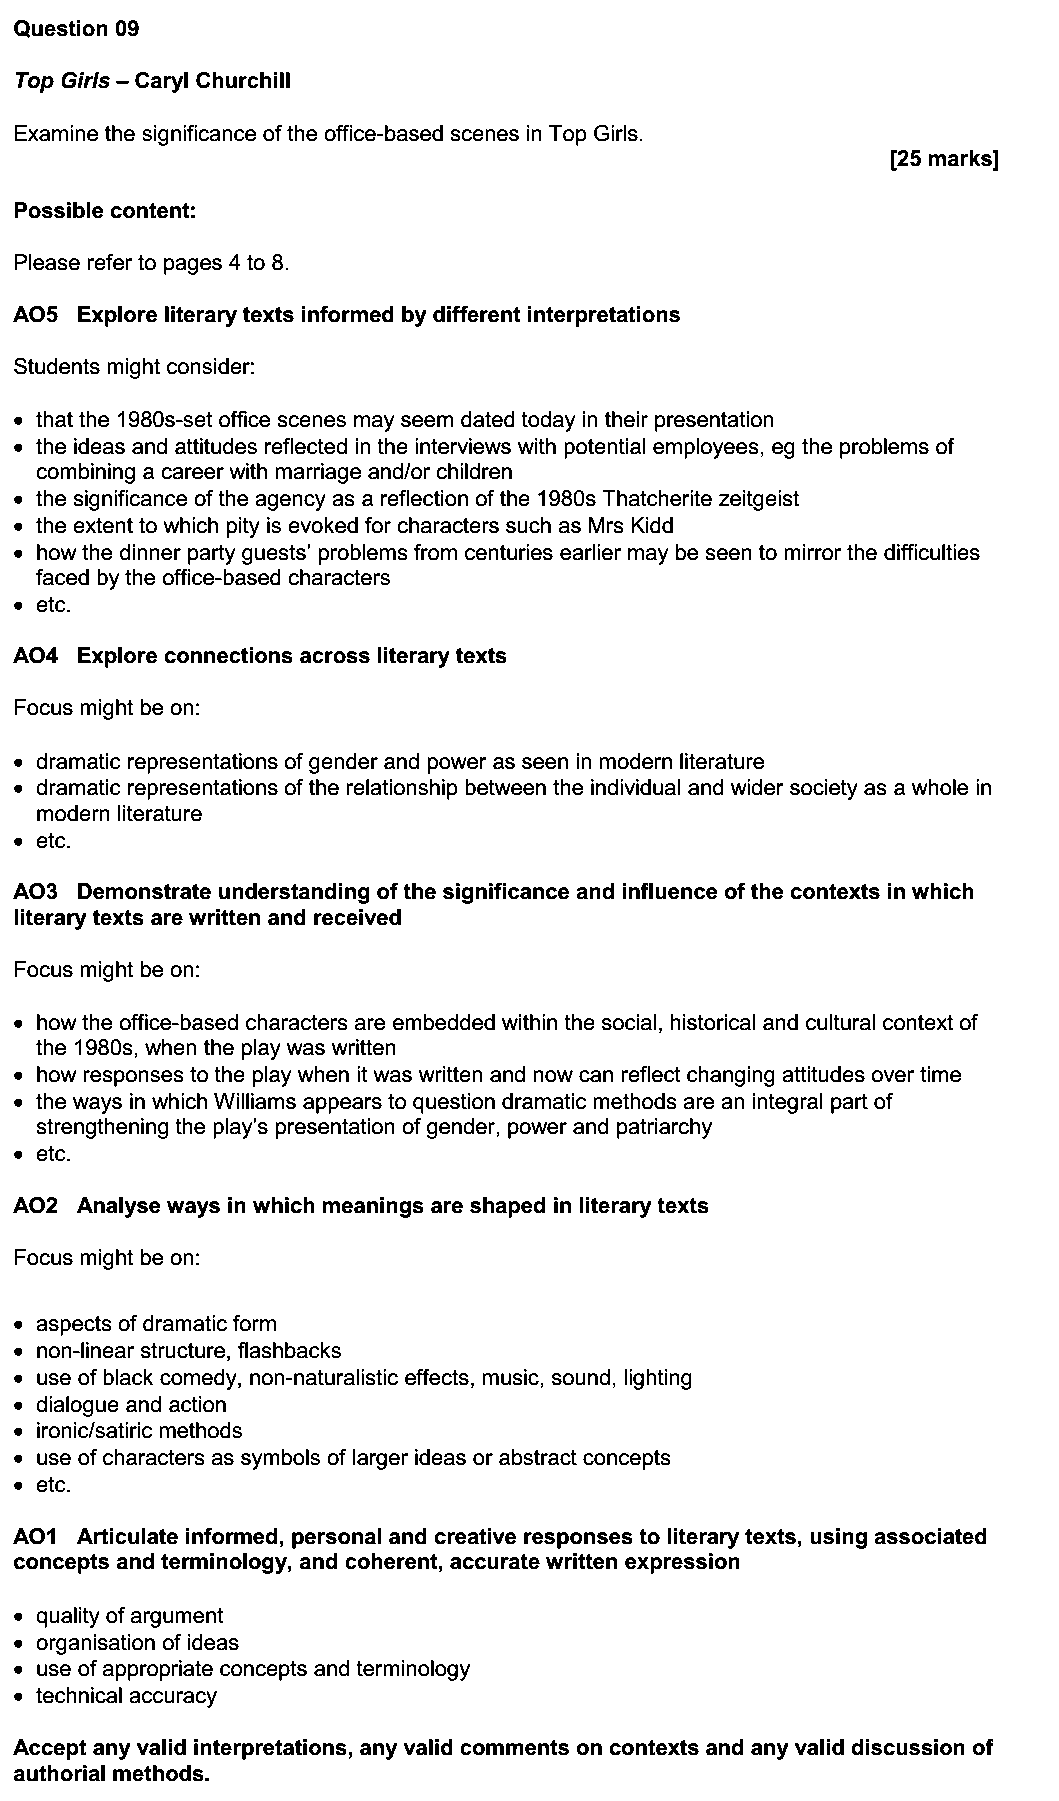 Question 09
Top Girls – Caryl Churchill
Examine the significance of the office-based scenes in Top Girls.
[25 marks]
Possible content:
Please refer to pages 4 to 8.
AO5 Explore literary texts informed by different interpretations
Students might consider:
• that the 1980s-set office scenes may seem dated today in their presentation
• the ideas and attitudes reflected in the interviews with potential employees, eg the problems of
combining a career with marriage and/or children
• the significance of the agency as a reflection of the 1980s Thatcherite zeitgeist
• the extent to which pity is evoked for characters such as Mrs Kidd
• how the dinner party guests' problems from centuries earlier may be seen to mirror the difficulties
faced by the office-based characters
• etc.
AO4 Explore connections across literary texts
Focus might be on:
• dramatic representations of gender and power as seen in modern literature
• dramatic representations of the relationship between the individual and wider society as a whole in
modern literature
• etc.
AO3 Demonstrate understanding of the significance and influence of the contexts in which
literary texts are written and received
Focus might be on:
• how the office-based characters are embedded within the social, historical and cultural context of
the 1980s, when the play was written
• how responses to the play when it was written and now can reflect changing attitudes over time
• the ways in which Williams appears to question dramatic methods are an integral part of
strengthening the play's presentation of gender, power and patriarchy
• etc.
AO2 Analyse ways in which meanings are shaped in literary texts
Focus might be on:
• aspects of dramatic form
• non-linear structure, flashbacks
• use of black comedy, non-naturalistic effects, music, sound, lighting
• dialogue and action
• ironic/satiric methods
• use of characters as symbols of larger ideas or abstract concepts
• etc.
AO1 Articulate informed, personal and creative responses to literary texts, using associated
concepts and terminology, and coherent, accurate written expression
• quality of argument
• organisation of ideas
• use of appropriate concepts and terminology
• technical accuracy
Accept any valid interpretations, any valid comments on contexts and any valid discussion of
authorial methods.